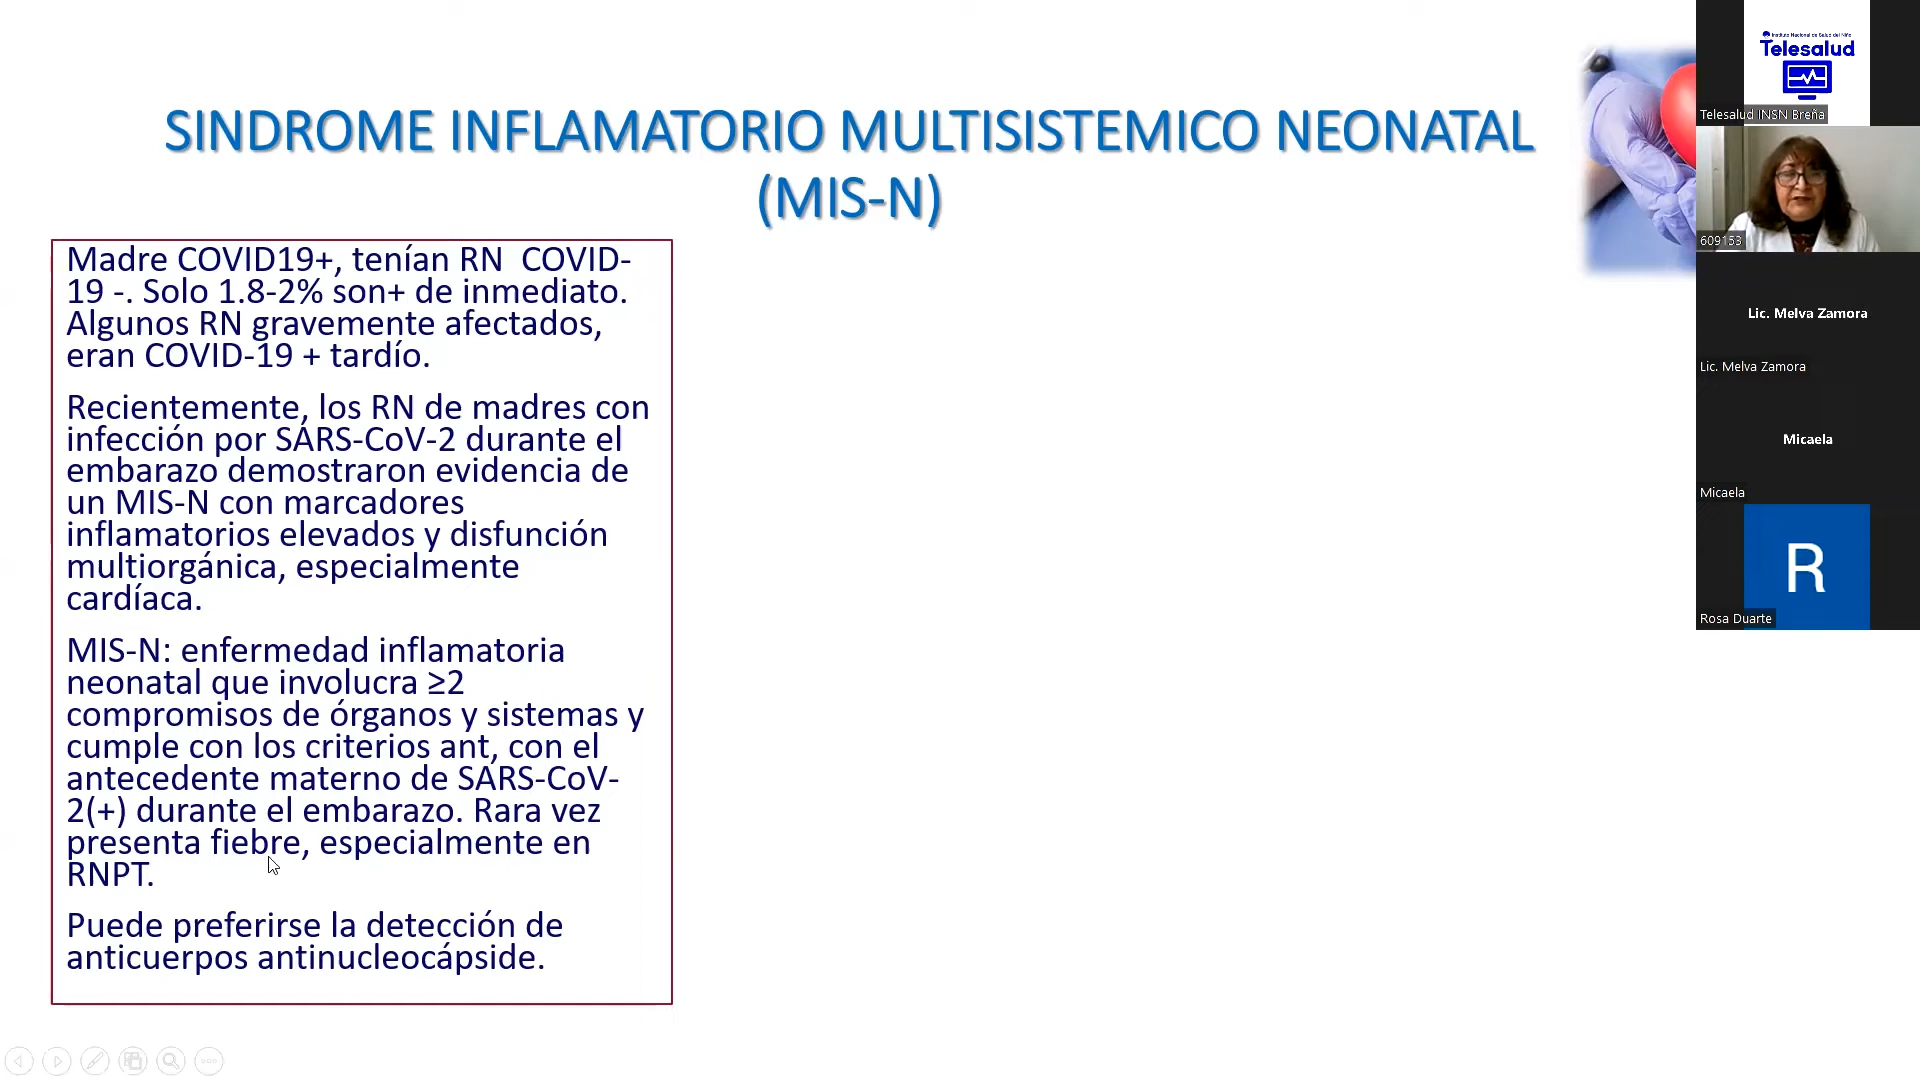 SINDROME INFLAMATORIO MULTISISTEMICO NEONATAL
(MIS-N)
Madre COVID19+, tenían RN  COVID-
19 -. Solo 1.8-2% son+ de inmediato.
Algunos RN gravemente afectados,
eran COVID-19 + tardío.
Recientemente, los RN de madres con
infección por SARS-CoV-2 durante el
embarazo demostraron evidencia de
un MIS-N con marcadores
inflamatorios elevados y disfunción
multiorgánica, especialmente
cardíaca.
MIS-N: enfermedad inflamatoria
neonatal que involucra ≥2
compromisos de órganos y sistemas y
cumple con los criterios ant, con el
antecedente materno de SARS-CoV-
2(+) durante el embarazo. Rara vez
presenta fiebre, especialmente en
RNPT.
Puede preferirse la detección de
anticuerpos antinucleocápside.
Instituto Nacional de Salud del Niño
Telesalud
Telesalud INSN Breña
609153
Lic. Melva Zamora
Lic. Melva Zamora
Micaela
Micaela
R
Rosa Duarte